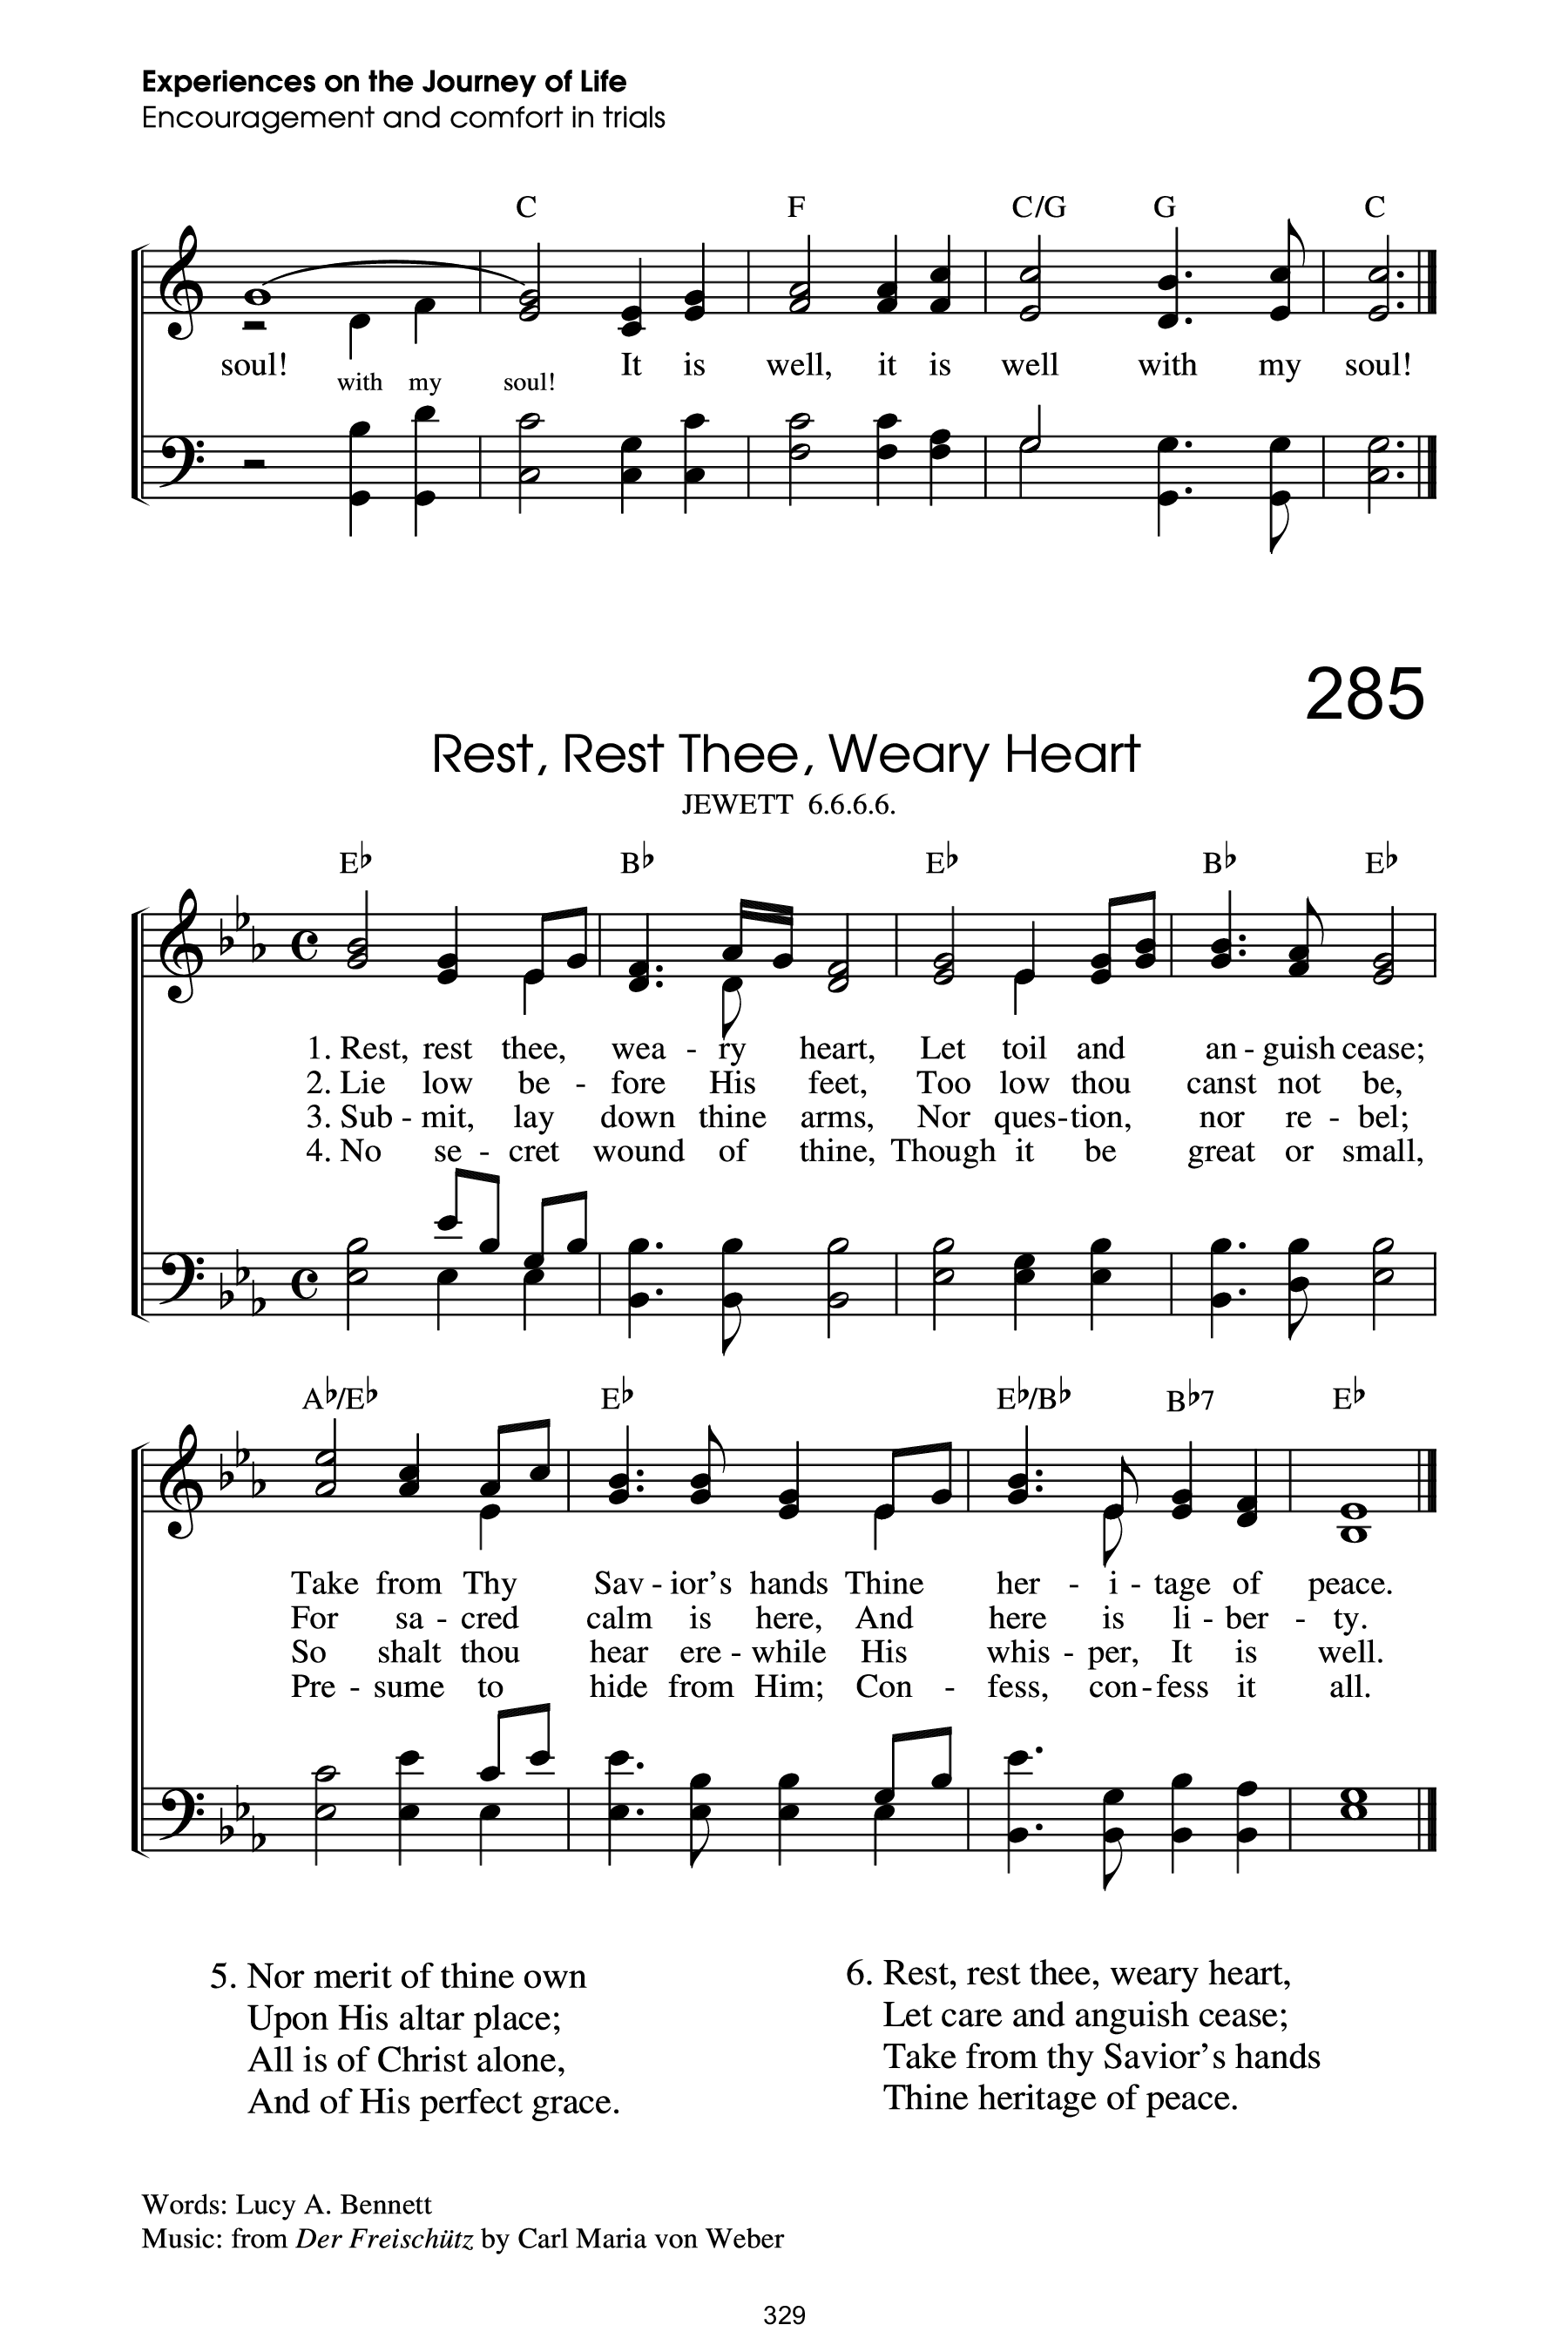 Experiences on the Journey of Life
Encouragement and comfort in trials
C F C/G G C
soul! It is well, it is well with my soul!
with my soul!
285
Rest, Rest Thee, Weary Heart
JEWETT 6.6.6.6.
E♭ B♭ E♭ B♭ E♭
1. Rest, rest thee, wea - ry heart, Let toil and an - guish cease;
2. Lie low be - fore His feet, Too low thou canst not be,
3. Sub - mit, lay down thine arms, Nor ques - tion, nor re - bel;
4. No se - cret wound of thine, Though it be great or small,
A♭/E♭ E♭ E♭/B♭ B♭7 E♭
Take from Thy Sav - ior's hands Thine her - i - tage of peace.
For sa - cred calm is here, And here is li - ber - ty.
So shalt thou hear ere - while His whis - per, It is well.
Pre - sume to hide from Him; Con - fess, con - fess it all.
5. Nor merit of thine own
Upon His altar place;
All is of Christ alone,
And of His perfect grace.
6. Rest, rest thee, weary heart,
Let care and anguish cease;
Take from thy Savior's hands
Thine heritage of peace.
Words: Lucy A. Bennett
Music: from Der Freischütz by Carl Maria von Weber
329